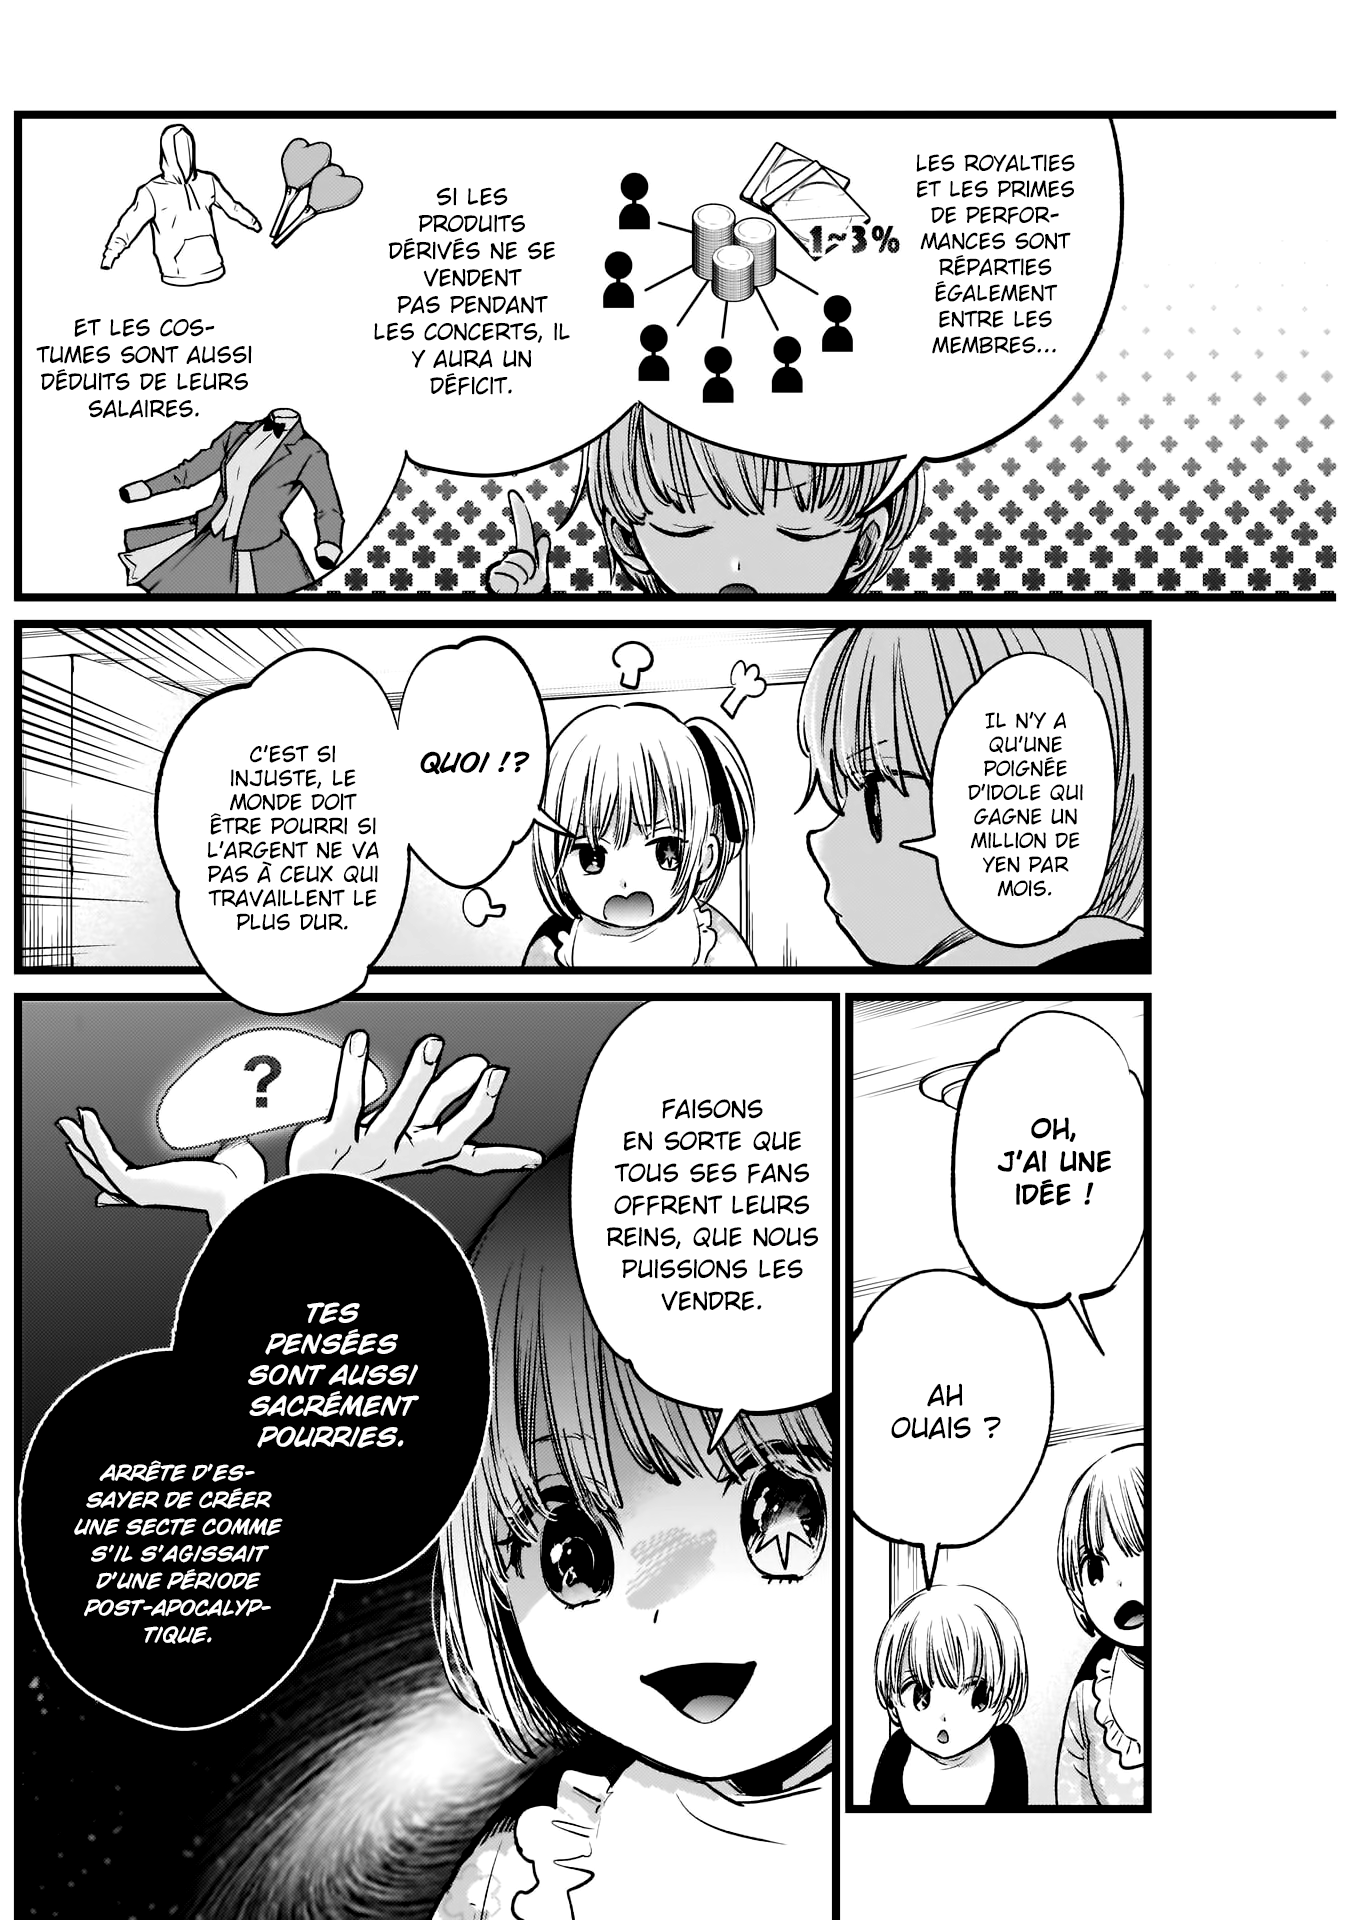 LES ROYALTIES
ET LES PRIMES
DE PERFOR-
MANCES SONT
RÉPARTIES
ÉGALEMENT
ENTRE LES
MEMBRES...
1~3%
SI LES
PRODUITS
DÉRIVÉS NE SE
VENDENT
PAS PENDANT
LES CONCERTS, IL
Y AURA UN
DÉFICIT.
ET LES COS-
TUMES SONT AUSSI
DÉDUITS DE LEURS
SALAIRES.
IL N'Y A
QU'UNE
POIGNÉE
D'IDOLE QUI
GAGNE UN
MILLION DE
YEN PAR
MOIS.
QUOI !?
C'EST SI
INJUSTE, LE
MONDE DOIT
ÊTRE POURRI SI
L'ARGENT NE VA
PAS À CEUX QUI
TRAVAILLENT LE
PLUS DUR.
OH,
J'AI UNE
IDÉE !
AH
OUAIS ?
FAISONS
EN SORTE QUE
TOUS SES FANS
OFFRENT LEURS
REINS, QUE NOUS
PUISSIONS LES
VENDRE.
?
TES
PENSÉES
SONT AUSSI
SACRÉMENT
POURRIES.
ARRÊTE D'ES-
SAYER DE CRÉER
UNE SECTE COMME
S'IL S'AGISSAIT
D'UNE PÉRIODE
POST-APOCALYP-
TIQUE.